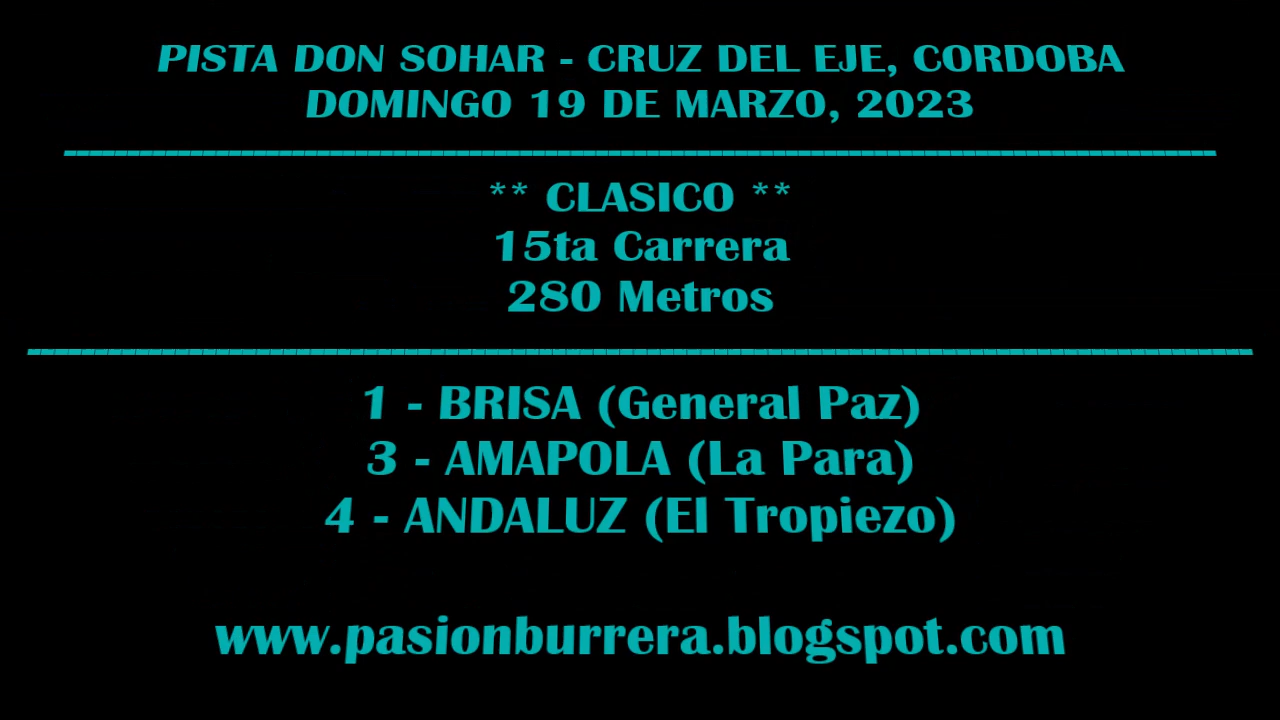 PISTA DON SOHAR - CRUZ DEL EJE, CORDOBA
DOMINGO 19 DE MARZO, 2023
** CLASICO **
15ta Carrera
280 Metros
1 - BRISA (General Paz)
3 - AMAPOLA (La Para)
4 - ANDALUZ (El Tropiezo)
www.pasionburrera.blogspot.com